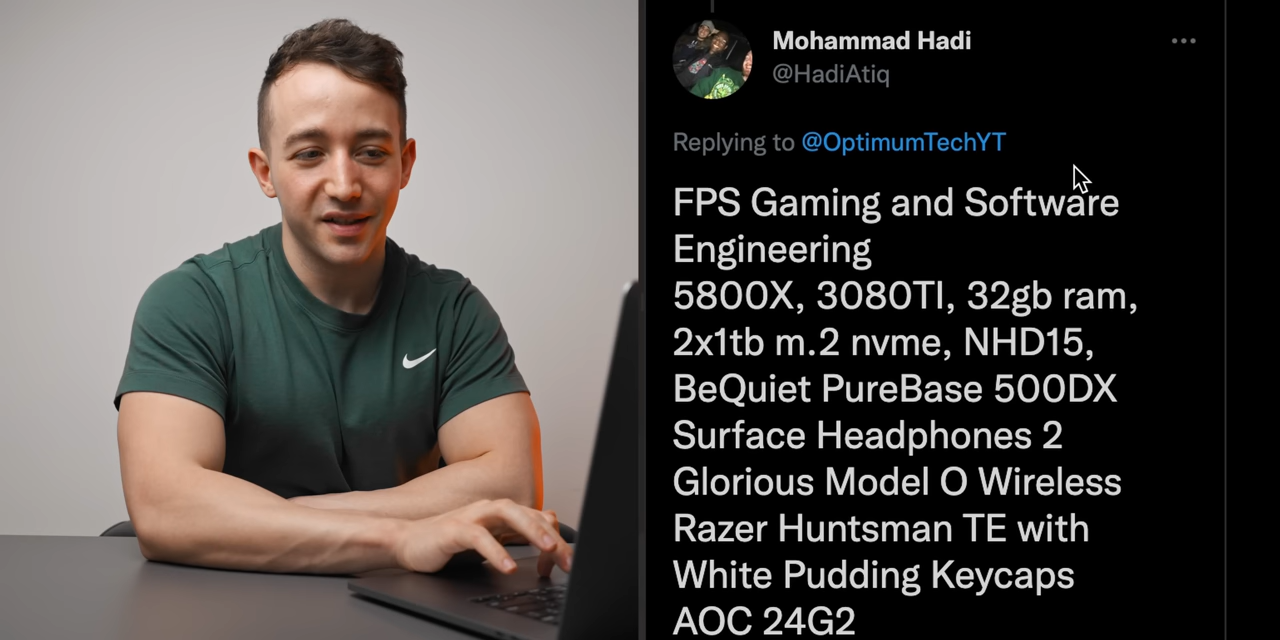 Mohammad Hadi
@HadiAtiq
Replying to @OptimumTechYT
FPS Gaming and Software
Engineering
5800X, 3080TI, 32gb ram,
2x1tb m.2 nvme, NHD15,
BeQuiet PureBase 500DX
Surface Headphones 2
Glorious Model O Wireless
Razer Huntsman TE with
White Pudding Keycaps
AOC 24G2